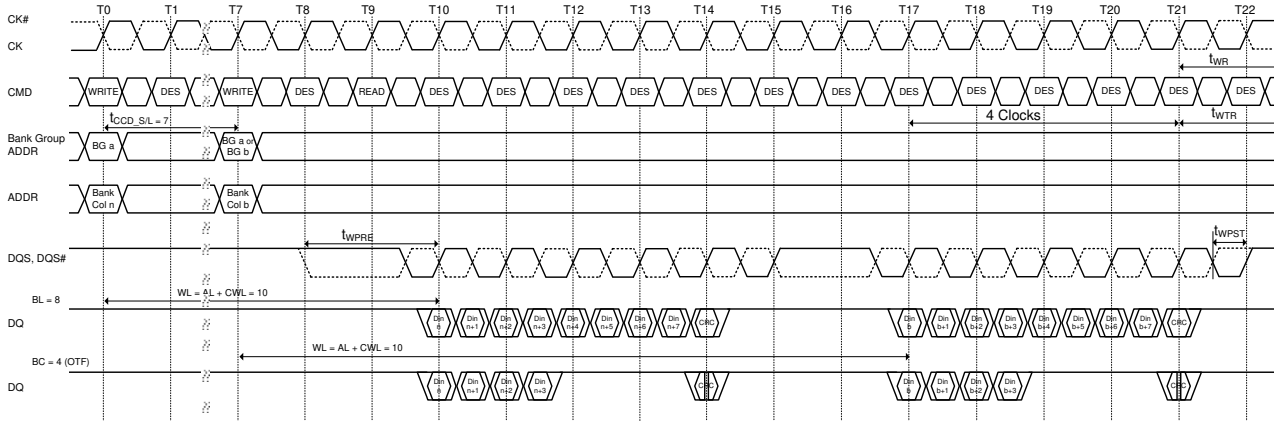 T0 T1 T7 T8 T9 T10 T11 T12 T13 T14 T15 T16 T17 T18 T19 T20 T21 T22
CK#
CK
tWR
CMD WRITE DES WRITE DES READ DES DES DES DES DES DES DES DES DES DES DES DES DES
tCCD_S/L = 7
4 Clocks
tWTR
Bank Group
ADDR
BG a
BG a or
BG b
ADDR
Bank
Col n
Bank
Col b
tWPRE
tWPST
DQS, DQS#
BL = 8
WL = AL + CWL = 10
DQ
Din n
Din n+1
Din n+2
Din n+3
Din n+4
Din n+5
Din n+6
Din n+7
CRC
Din b
Din b+1
Din b+2
Din b+3
Din b+4
Din b+5
Din b+6
Din b+7
CRC
WL = AL + CWL = 10
BC = 4 (OTF)
DQ
Din n
Din n+1
Din n+2
Din n+3
CRC
Din b
Din b+1
Din b+2
Din b+3
CRC